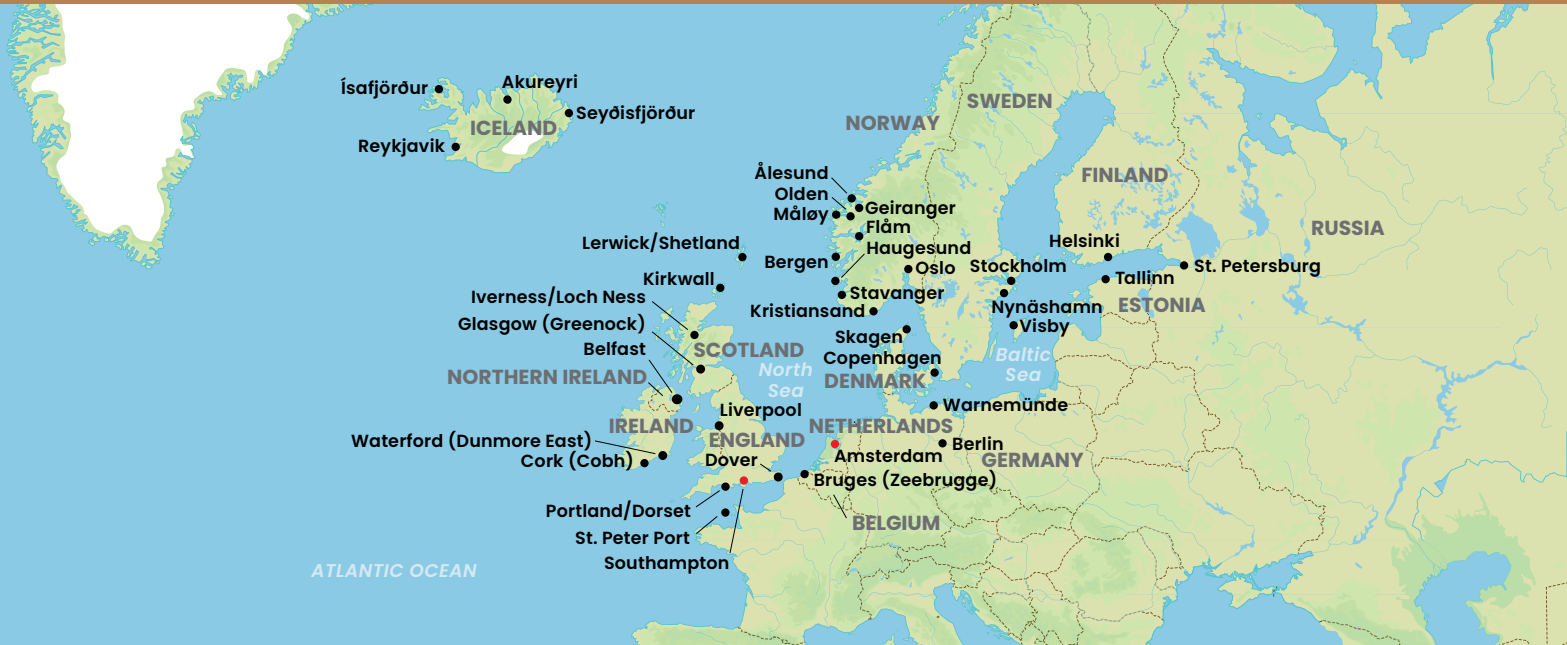 Ísafjörður
Akureyri
Seyðisfjörður
ICELAND
Reykjavik
SWEDEN
NORWAY
FINLAND
RUSSIA
Ålesund
Olden
Måløy
Geiranger
Flåm
Haugesund
Bergen
Oslo
Stockholm
Helsinki
St. Petersburg
Tallinn
ESTONIA
Lerwick/Shetland
Kirkwall
Stavanger
Kristiansand
Nynäshamn
Visby
Iverness/Loch Ness
Glasgow (Greenock)
Belfast
SCOTLAND
North
Sea
Skagen
Copenhagen
DENMARK
Baltic
Sea
NORTHERN IRELAND
Liverpool
Warnemünde
IRELAND
ENGLAND
NETHERLANDS
Waterford (Dunmore East)
Cork (Cobh)
Dover
Amsterdam
Berlin
GERMANY
Bruges (Zeebrugge)
Portland/Dorset
BELGIUM
St. Peter Port
Southampton
ATLANTIC OCEAN